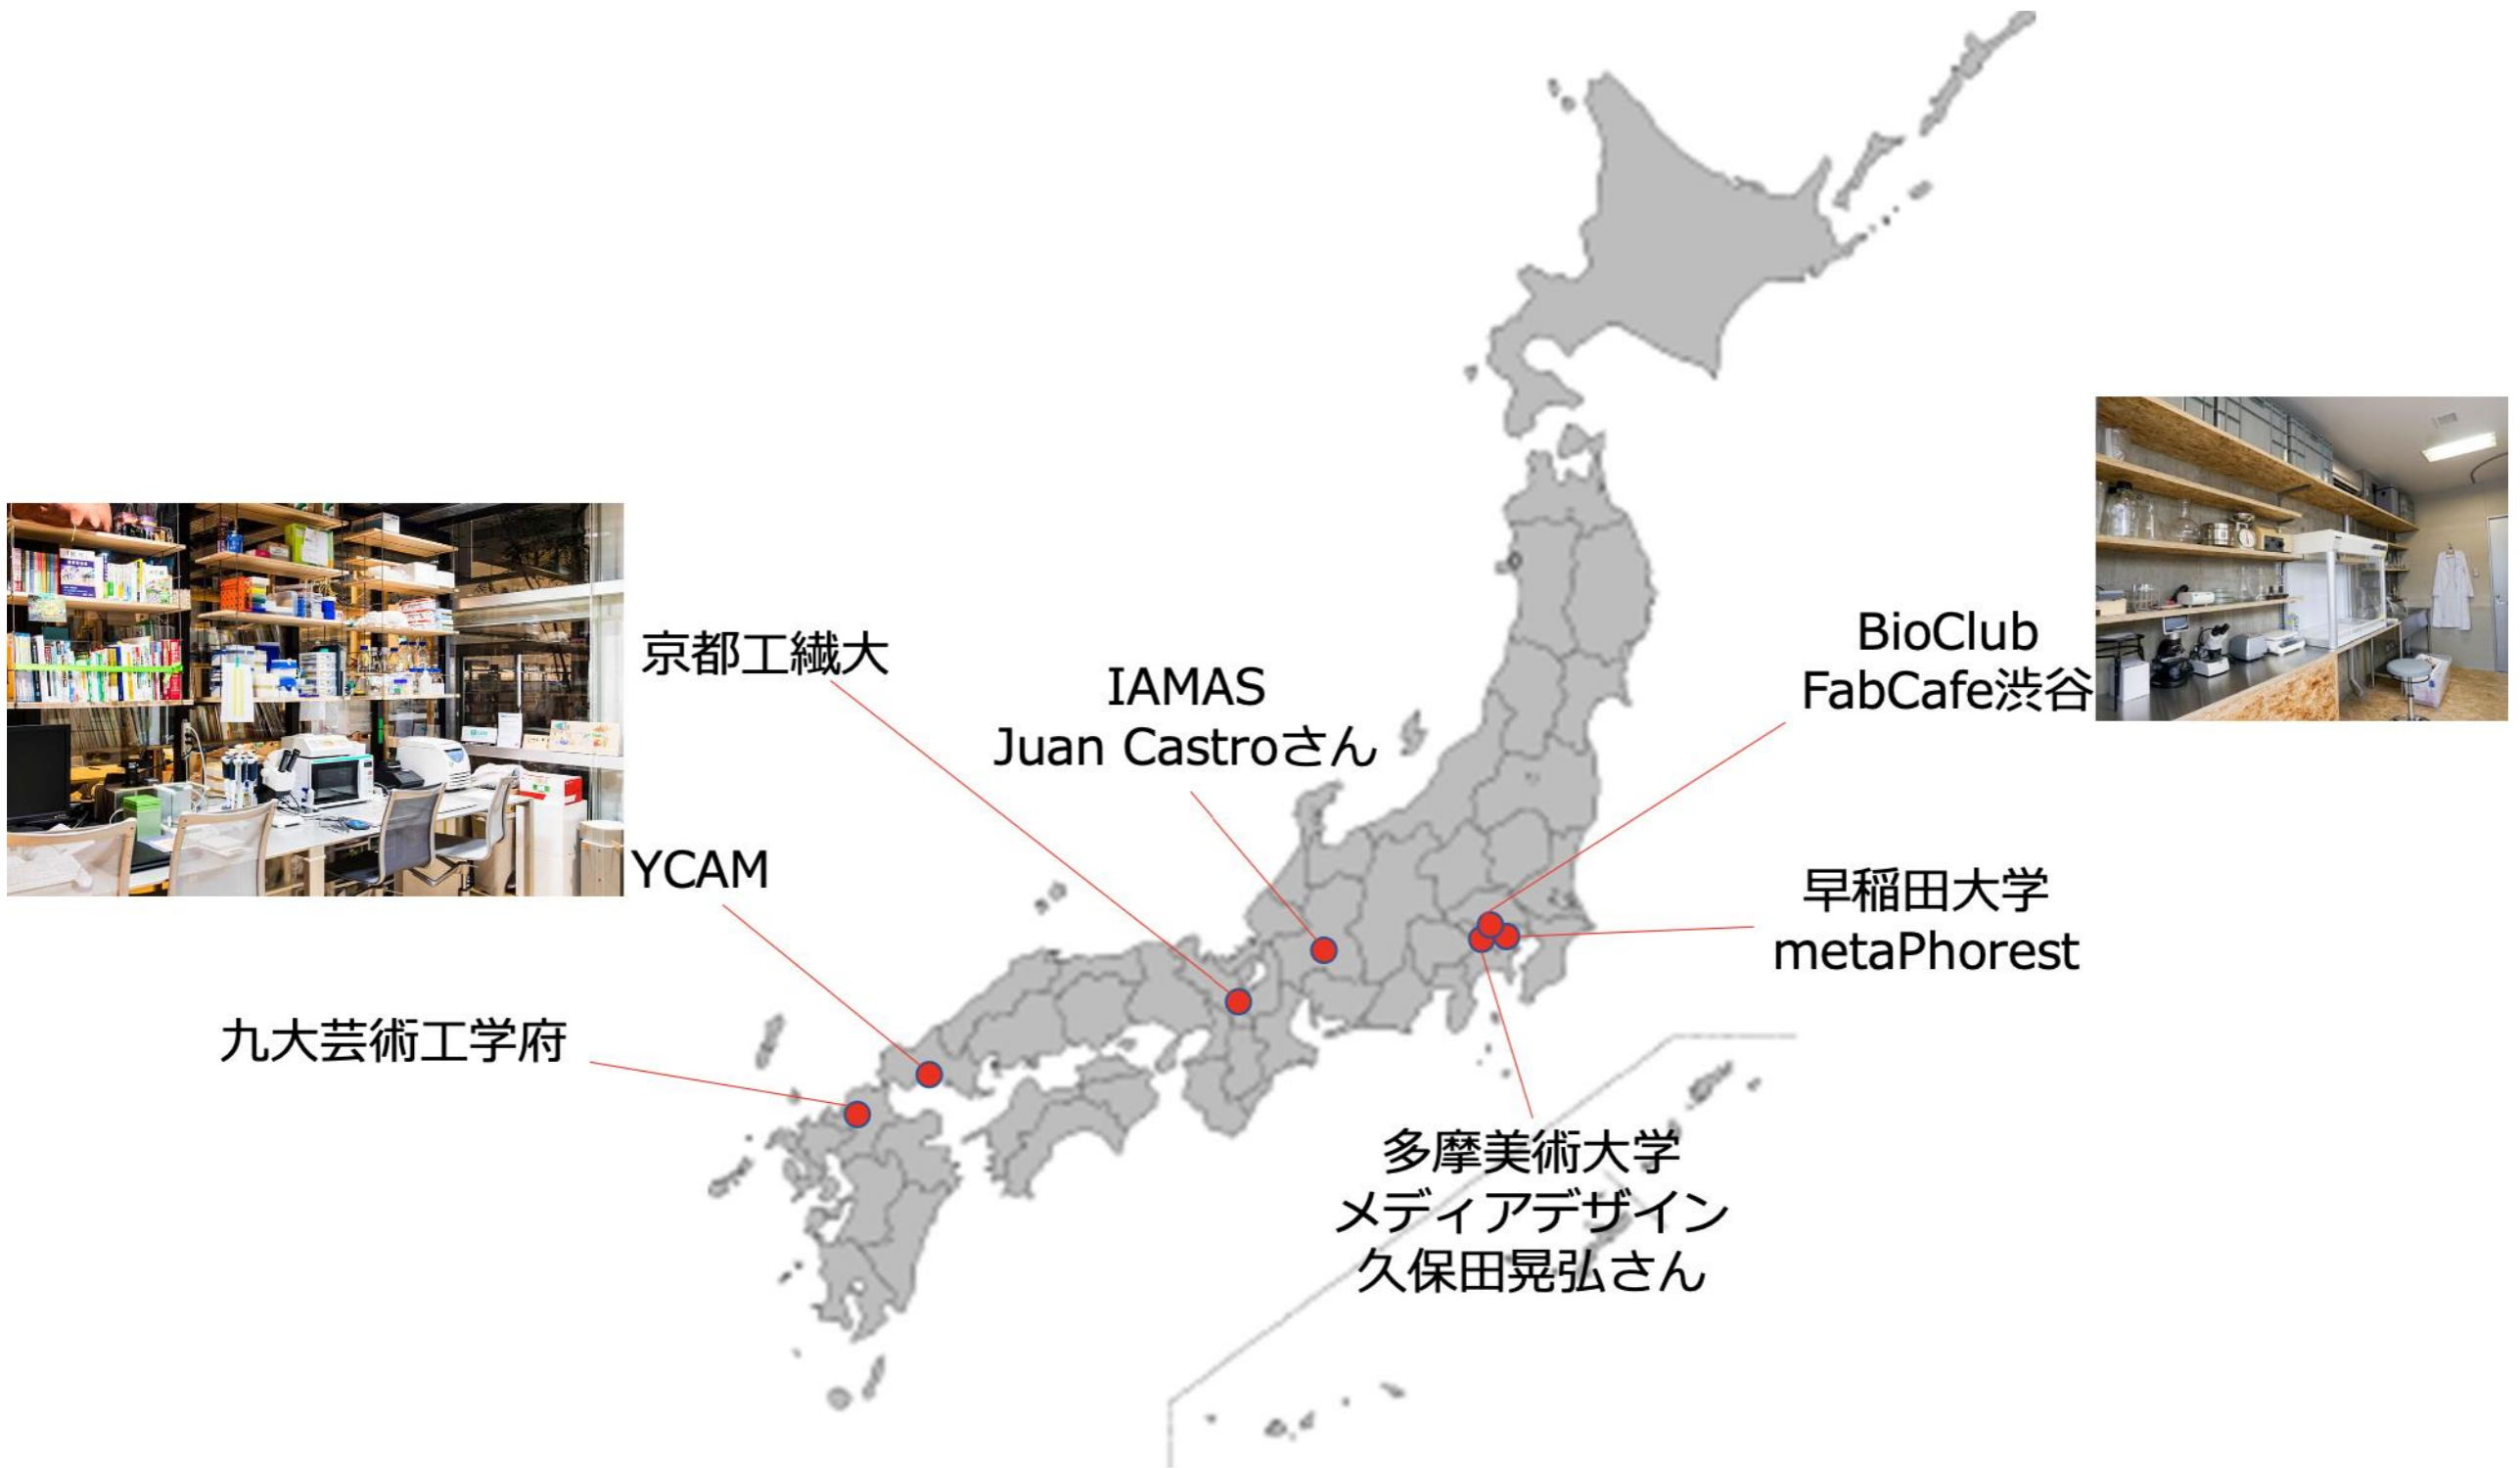 京都工繊大
IAMAS
Juan Castroさん
BioClub
FabCafe渋谷
YCAM
早稲田大学
metaPhorest
九大芸術工学府
多摩美術大学
メディアデザイン
久保田晃弘さん